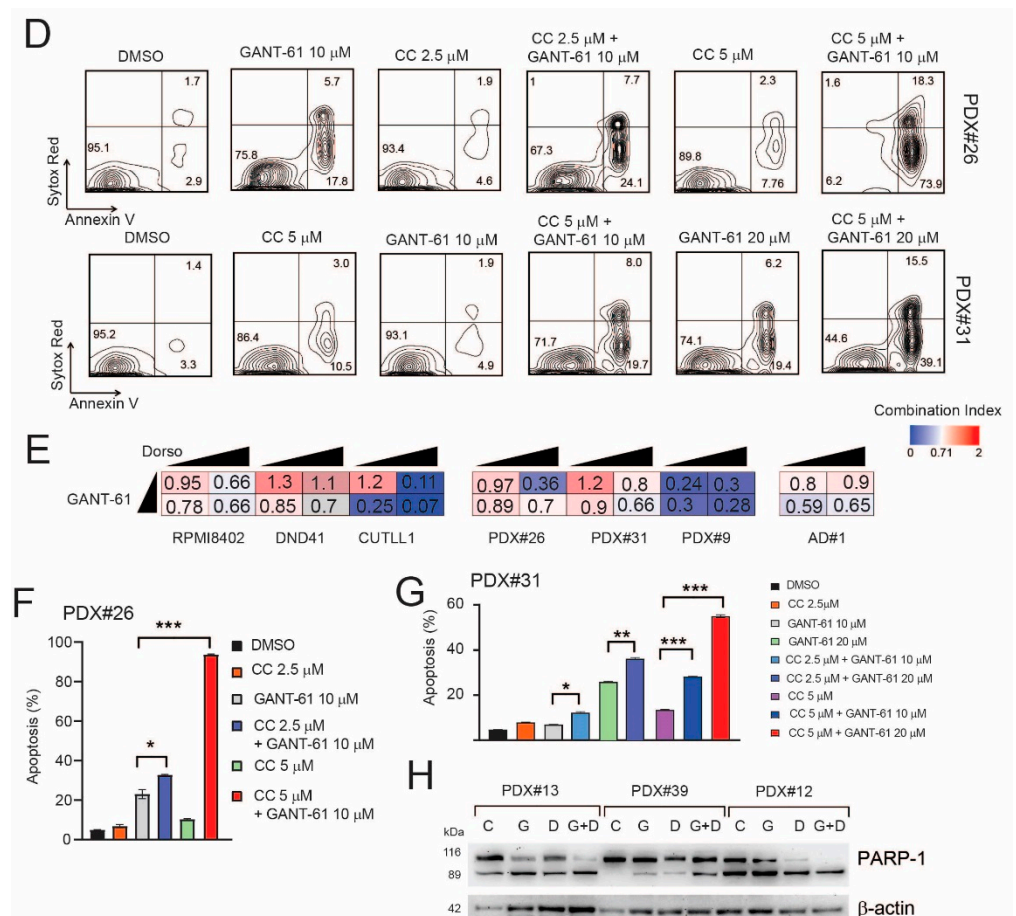 D
DMSO
GANT-61 10 μM
CC 2.5 μM
CC 2.5 μM +
GANT-61 10 μM
CC 5 μM
CC 5 μM +
GANT-61 10 μM
1.7
95.1
2.9
5.7
75.8
17.8
1.9
93.4
4.6
1
7.7
67.3
24.1
2.3
89.8
7.76
1.6
18.3
6.2
73.9
PDX#26
Sytox Red
Annexin V
DMSO
CC 5 μM
GANT-61 10 μM
CC 5 μM +
GANT-61 10 μM
GANT-61 20 μM
CC 5 μM +
GANT-61 20 μM
1.4
95.2
3.3
3.0
86.4
10.5
1.9
93.1
4.9
8.0
71.7
19.7
6.2
74.1
19.4
15.5
44.6
39.1
PDX#31
Sytox Red
Annexin V
Combination Index
0 0.71 2
E
Dorso
GANT-61
0.95 0.66 1.3 1.1 1.2 0.11 0.97 0.36 1.2 0.8 0.24 0.3 0.8 0.9
0.78 0.66 0.85 0.7 0.25 0.07 0.89 0.7 0.9 0.66 0.3 0.28 0.59 0.65
RPMI8402 DND41 CUTLL1 PDX#26 PDX#31 PDX#9 AD#1
F
PDX#26
Apoptosis (%)
100
80
60
40
20
0
***
*
DMSO
CC 2.5 μM
GANT-61 10 μM
CC 2.5 μM
+ GANT-61 10 μM
CC 5 μM
CC 5 μM
+ GANT-61 10 μM
G
PDX#31
Apoptosis (%)
60
40
20
*
**
***
***
DMSO
CC 2.5μM
GANT-61 10 μM
GANT-61 20 μM
CC 2.5 μM + GANT-61 10 μM
CC 2.5 μM + GANT-61 20 μM
CC 5 μM
CC 5 μM + GANT-61 10 μM
CC 5 μM + GANT-61 20 μM
H
PDX#13 PDX#39 PDX#12
kDa
C G D G+D C G D G+D C G D G+D
116
89
PARP-1
42
β-actin